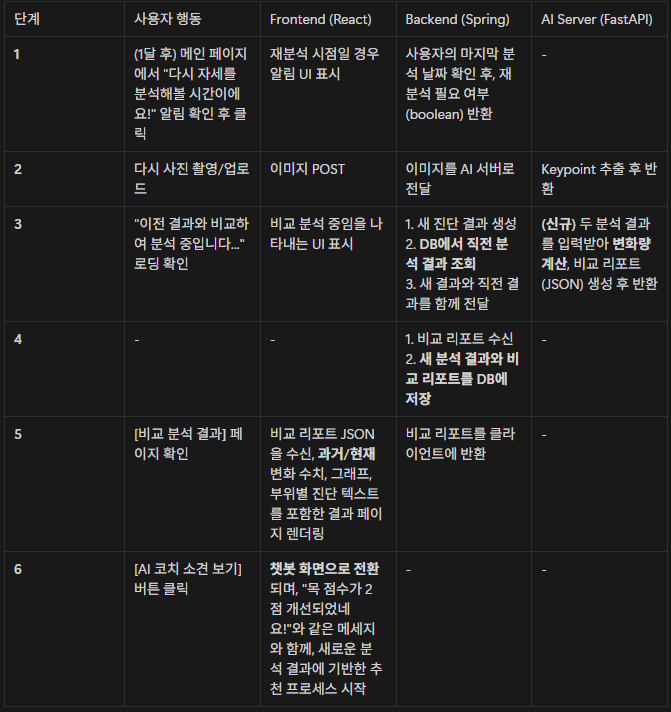 단계 사용자 행동 Frontend (React) Backend (Spring) AI Server (FastAPI)
1 (1달 후) 메인 페이지 재분석 시점일 경우 사용자의 마지막 분 -
에서 "다시 자세를 알림 UI 표시 석 날짜 확인 후, 재
분석해볼 시간이에 분석 필요 여부
요!" 알림 확인 후 클 (boolean) 반환
릭
2 다시 사진 촬영/업로 이미지 POST 이미지를 AI 서버로 Keypoint 추출 후 반
드 전달 환
3 "이전 결과와 비교하 비교 분석 중임을 나 1. 새 진단 결과 생성 (신규) 두 분석 결과
여 분석 중입니다..." 타내는 UI 표시 2. DB에서 직전 분 를 입력받아 변화량
로딩 확인 석 결과 조회 계산, 비교 리포트
3. 새 결과와 직전 결 (JSON) 생성 후 반환
과를 함께 전달
4 - - 1. 비교 리포트 수신 -
2. 새 분석 결과와 비
교 리포트를 DB에
저장
5 [비교 분석 결과] 페 비교 리포트 JSON 비교 리포트를 클라 -
이지 확인 을 수신, 과거/현재 이언트에 반환
변화 수치, 그래프,
부위별 진단 텍스트
를 포함한 결과 페이
지 렌더링
6 [AI 코치 소견 보기] 챗봇 화면으로 전환 - -
버튼 클릭 되며, "목 점수가 2
점 개선되었네
요!"와 같은 메세지
와 함께, 새로운 분
석 결과에 기반한 추
천 프로세스 시작